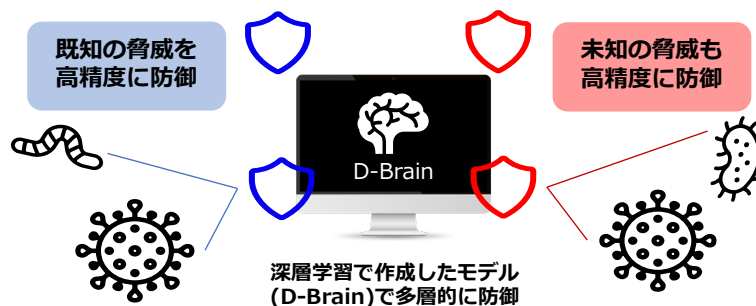 既知の脅威を
高精度に防御
未知の脅威も
高精度に防御
D-Brain
深層学習で作成したモデル
(D-Brain)で多層的に防御